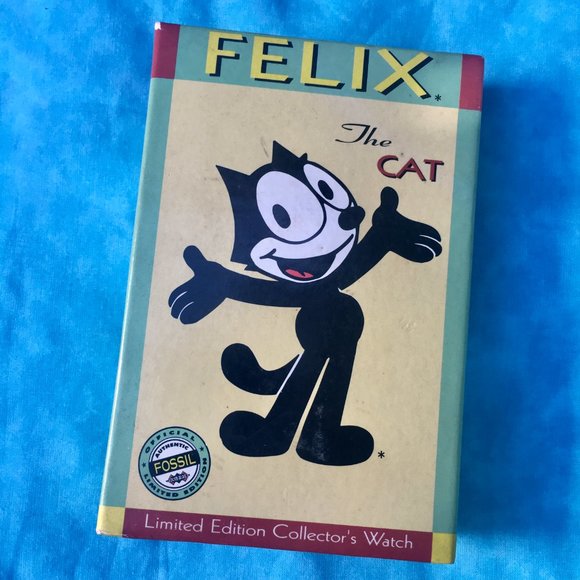 FELIX*
The
CAT
*
OFFICIAL
AUTHENTIC
FOSSIL
LIMITED EDITION
Limited Edition Collector's Watch